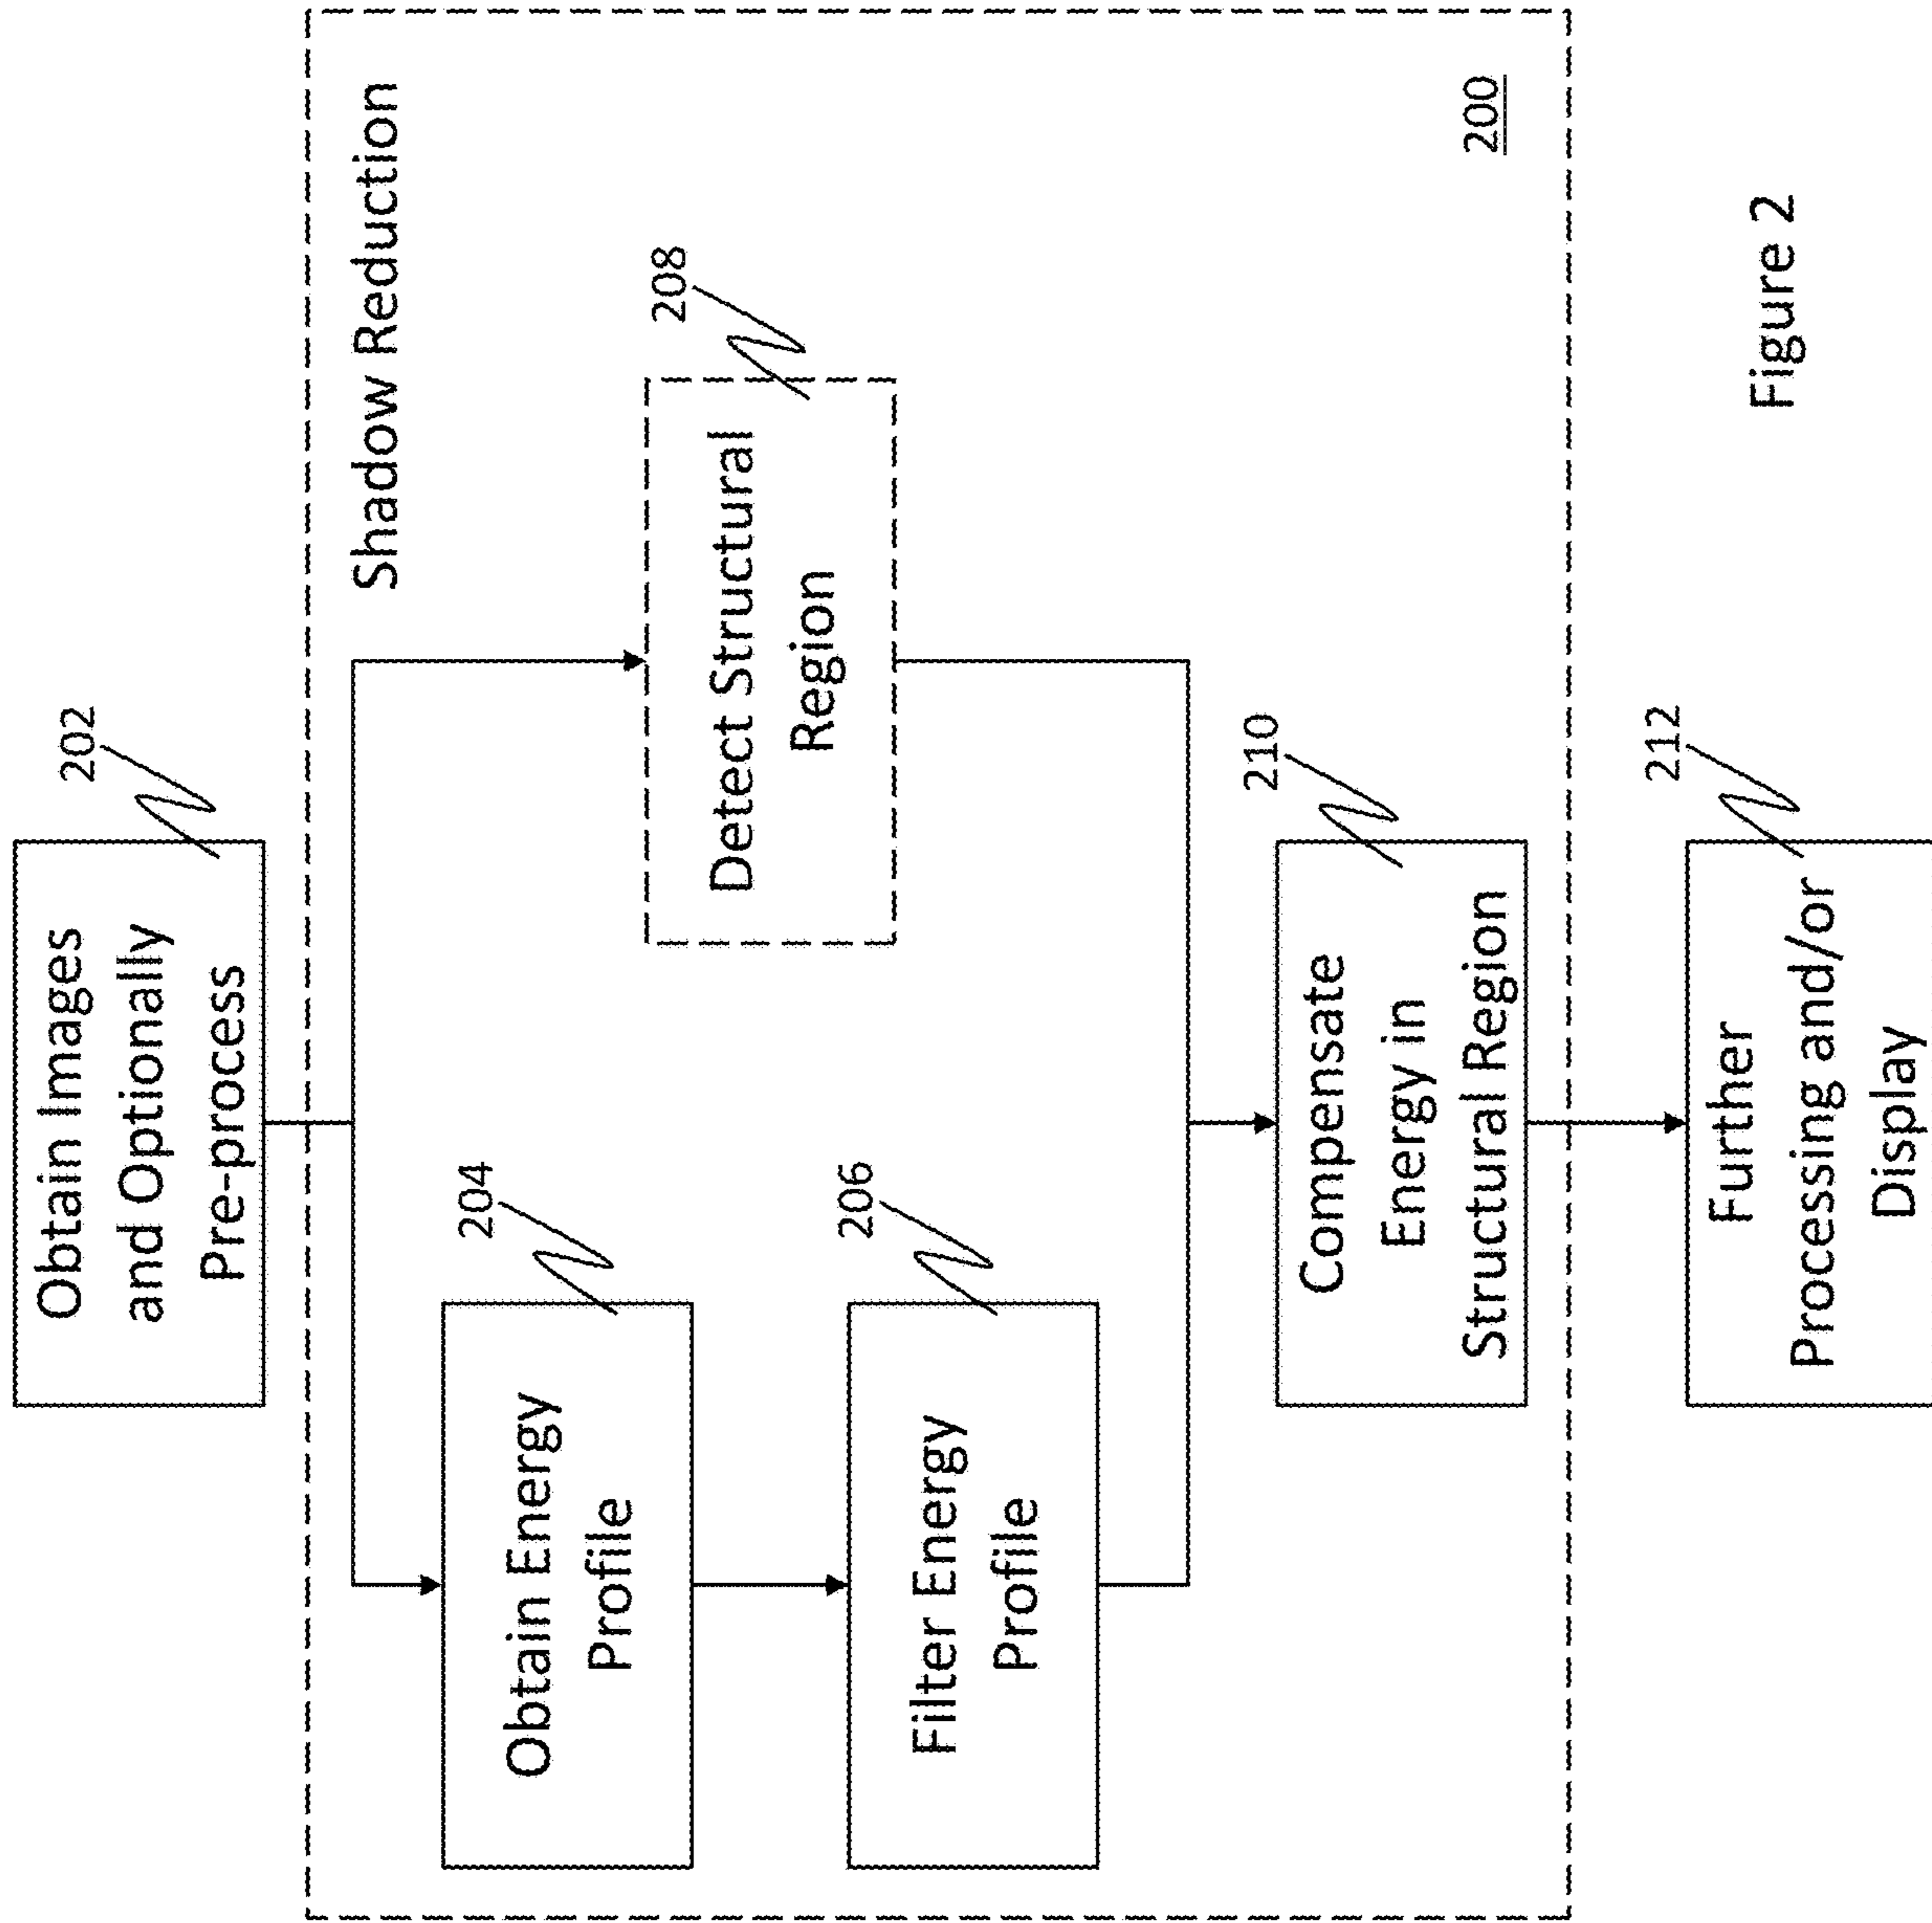 202
Obtain Images
and Optionally
Pre-process
Shadow Reduction
204
Obtain Energy
Profile
206
Filter Energy
Profile
208
Detect Structural
Region
210
Compensate
Energy in
Structural Region
200
212
Further
Processing and/or
Display
Figure 2